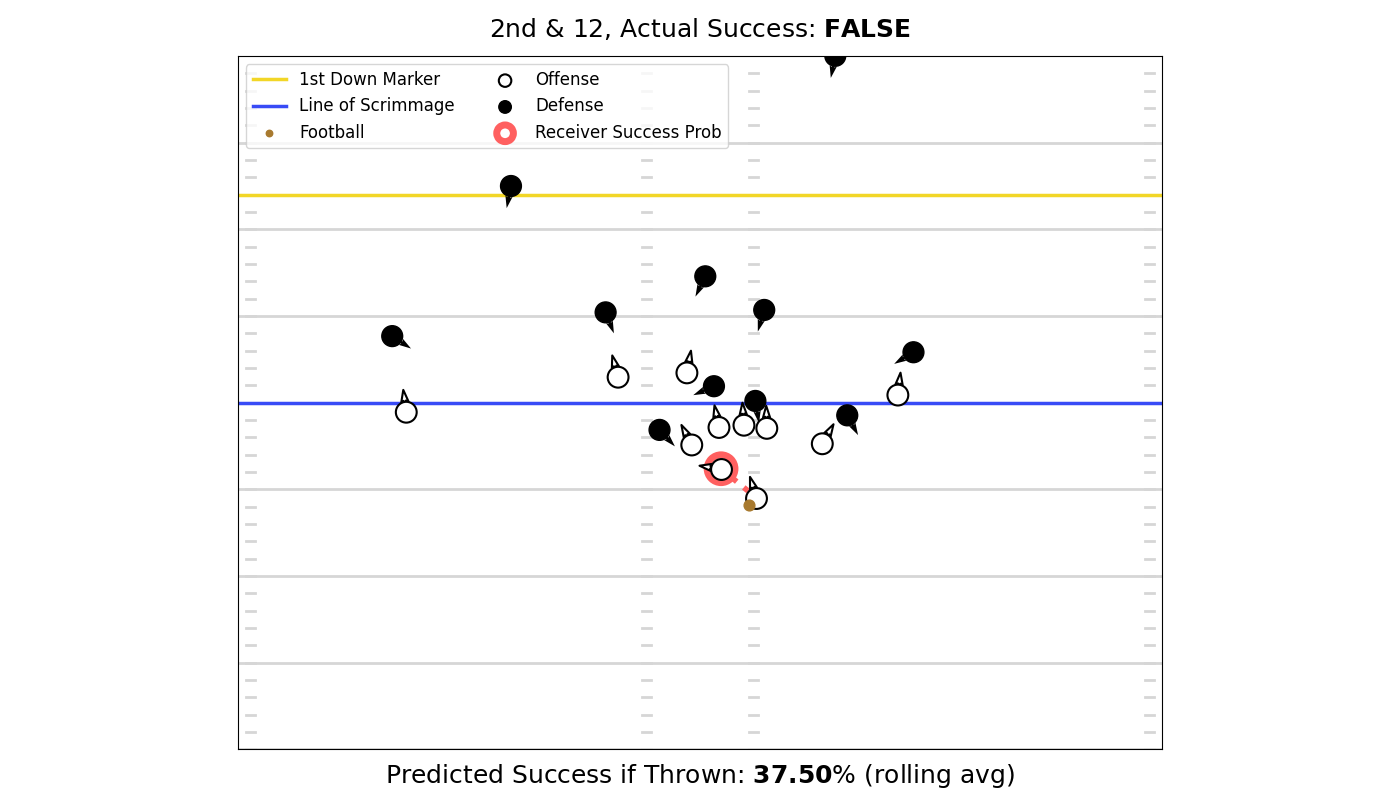 2nd & 12, Actual Success: FALSE
1st Down Marker
Line of Scrimmage
Football
Offense
Defense
Receiver Success Prob
Predicted Success if Thrown: 37.50% (rolling avg)